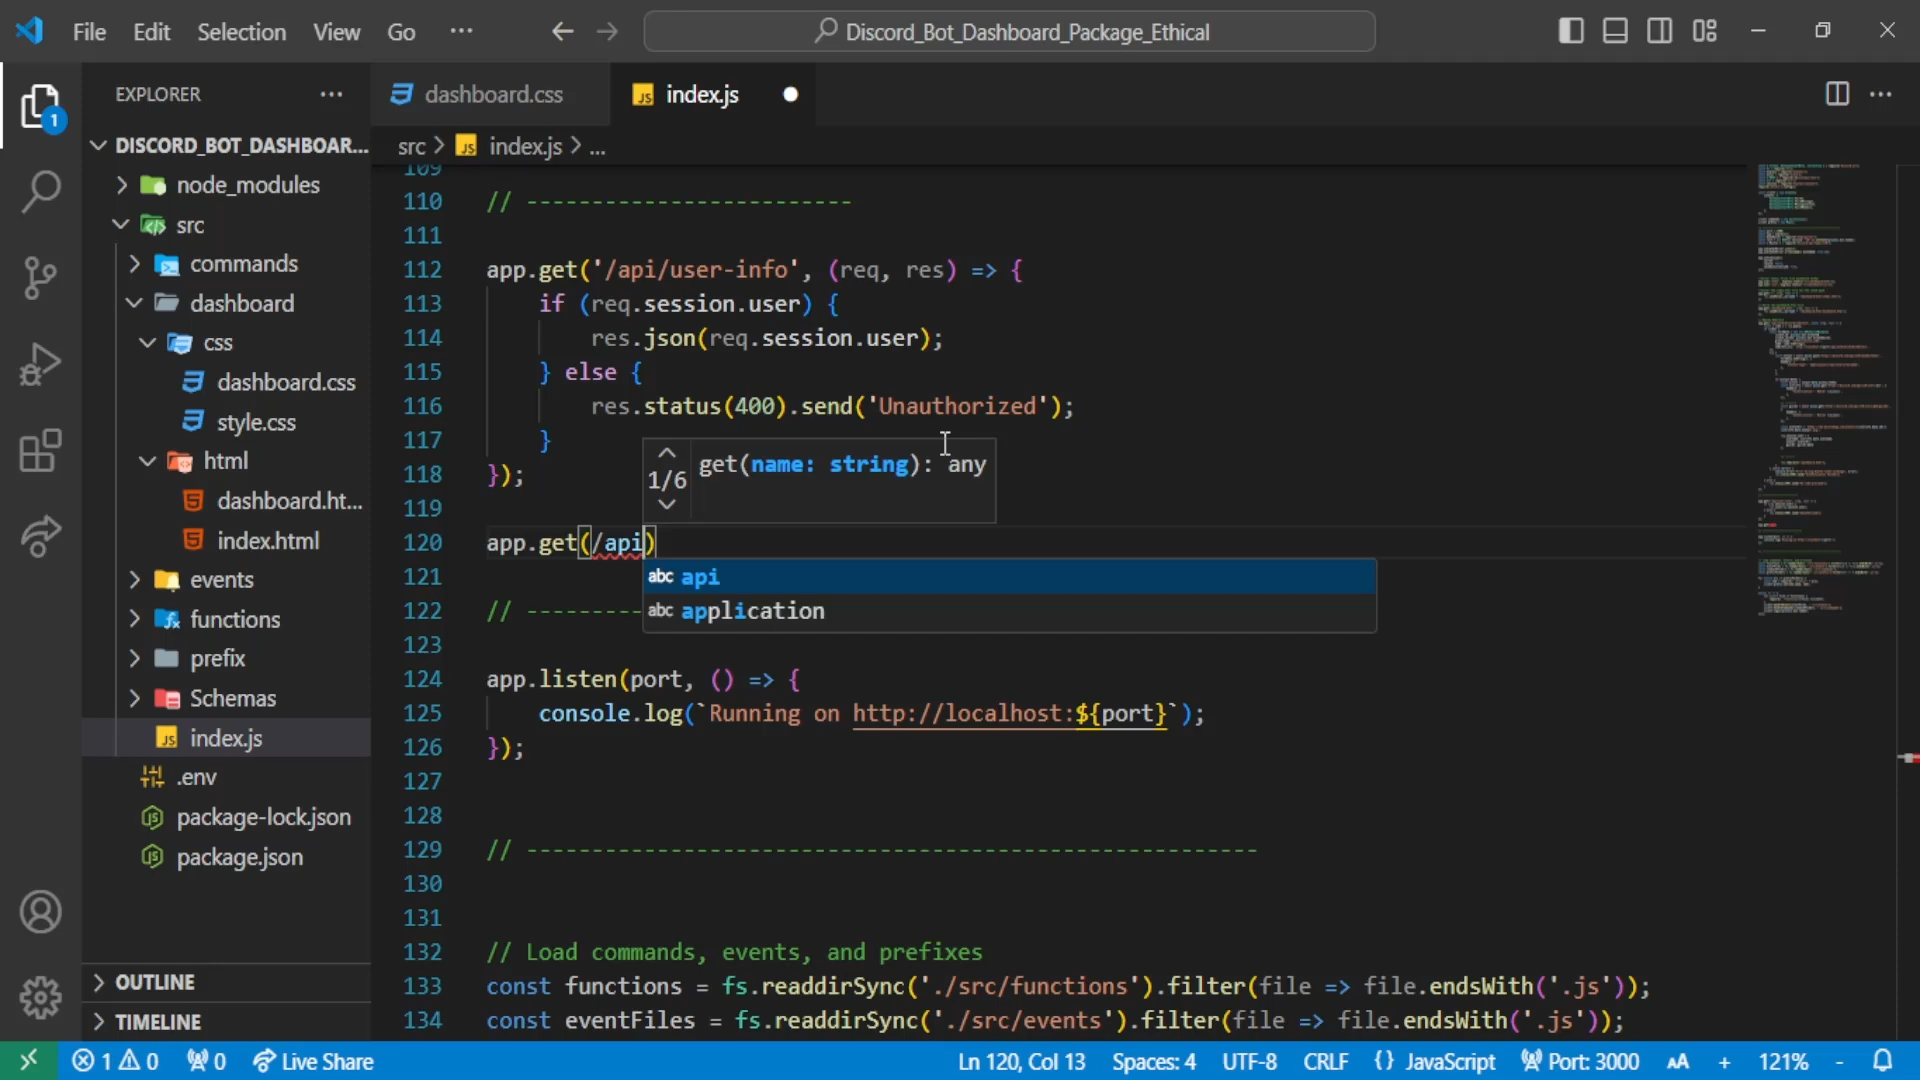 File Edit Selection View Go ··· Discord_Bot_Dashboard_Package_Ethical
EXPLORER ···
dashboard.css
index.js
1
src > JS index.js > ...
DISCORD_BOT_DASHBOAR...
node_modules
src
commands
dashboard
css
dashboard.css
style.css
html
dashboard.ht...
index.html
events
functions
prefix
Schemas
index.js
.env
package-lock.json
package.json
OUTLINE
TIMELINE
109
110 // -------------------------
111
112 app.get('/api/user-info', (req, res) => {
113 if (req.session.user) {
114 res.json(req.session.user);
115 } else {
116 res.status(400).send('Unauthorized');
117 }
118 });
119
1/6 get(name: string): any
120 app.get(/api)
abc api
abc application
121
122 // ---------
123
124 app.listen(port, () => {
125 console.log(`Running on http://localhost:${port}`);
126 });
127
128
129 // --------------------------------------------------------
130
131
132 // Load commands, events, and prefixes
133 const functions = fs.readdirSync('./src/functions').filter(file => file.endsWith('.js'));
134 const eventFiles = fs.readdirSync('./src/events').filter(file => file.endsWith('.js'));
1 0 0 Live Share Ln 120, Col 13 Spaces: 4 UTF-8 CRLF {} JavaScript Port: 3000 AA + 121% -